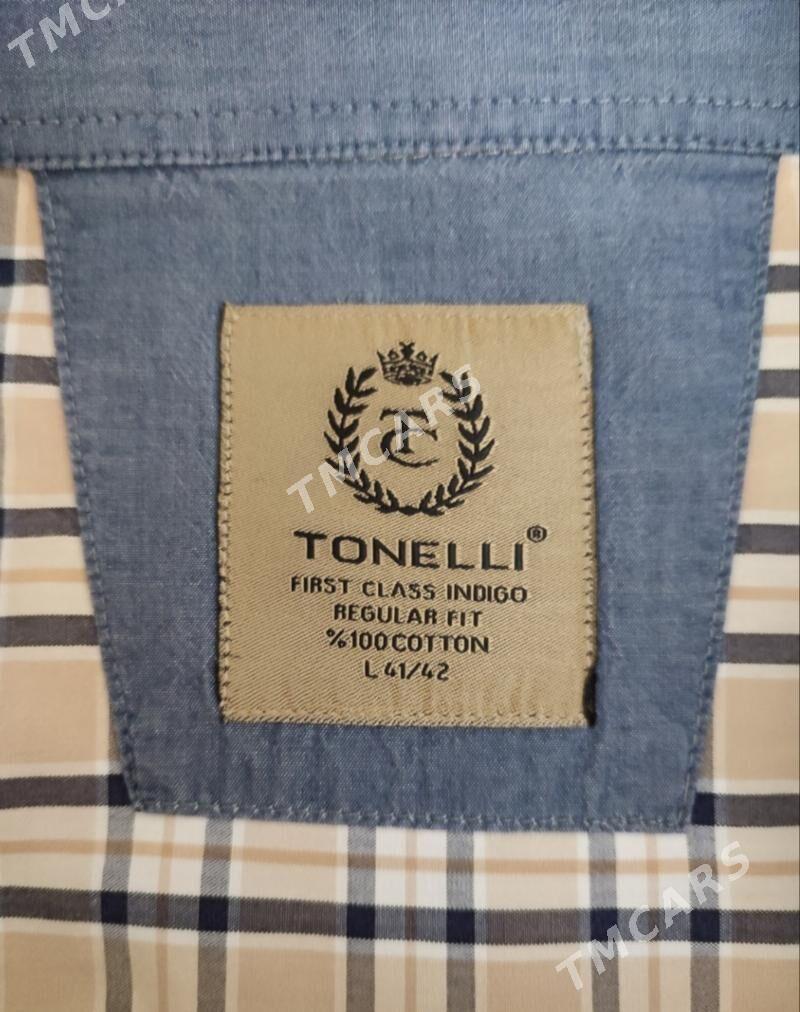 TMCARS
TC
TMCARS
TONELLI®
FIRST CLASS INDIGO
REGULAR FIT
%100 COTTON
L 41/42
TMCARS